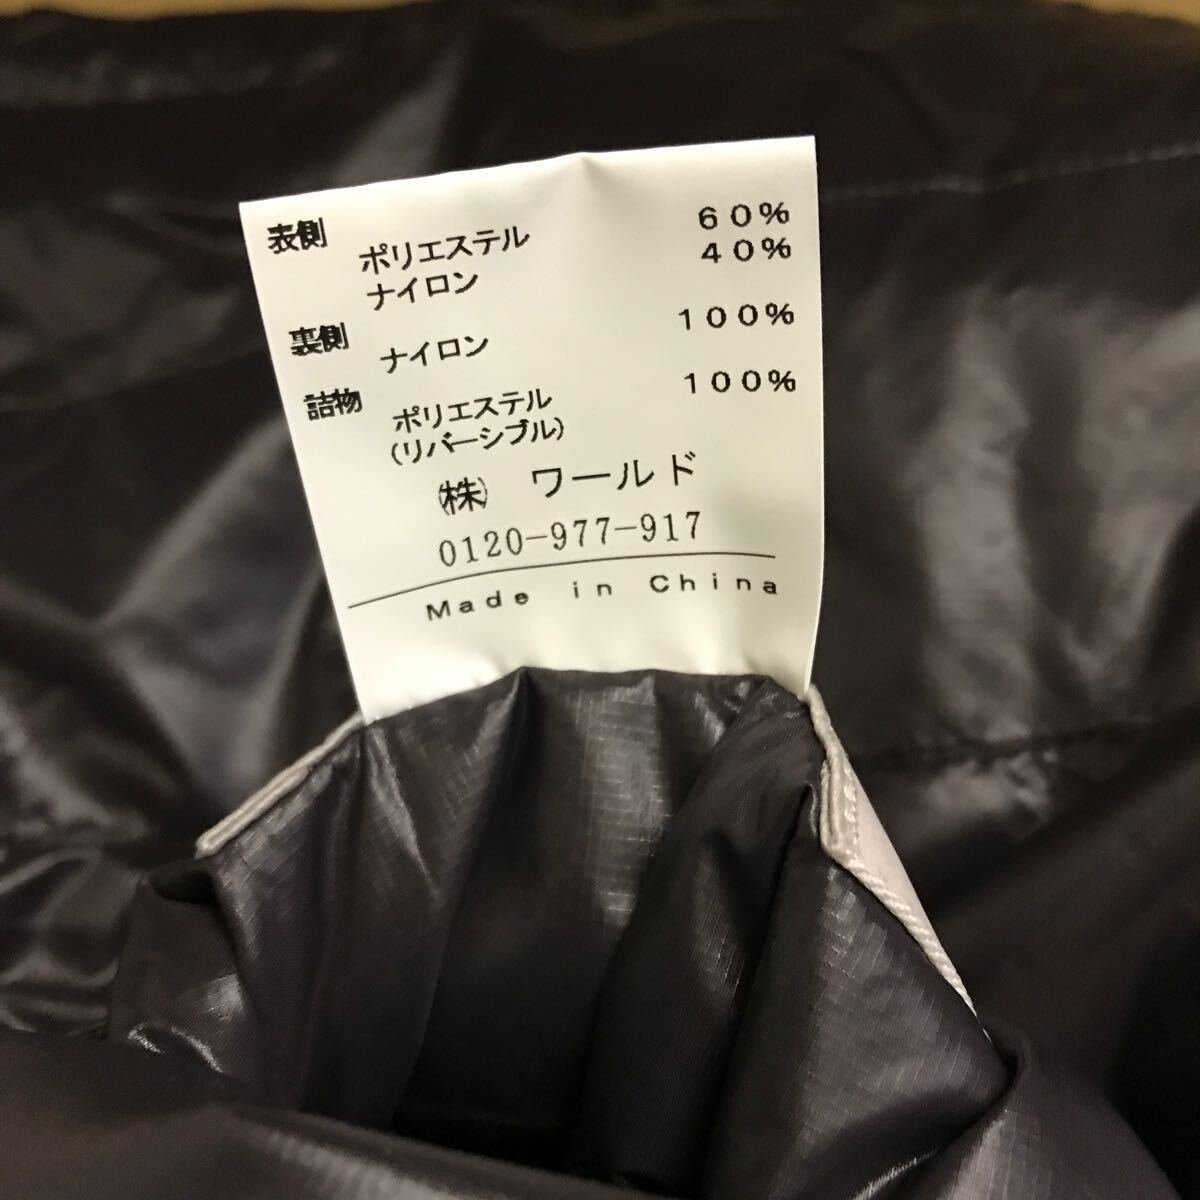 表側
ポリエステル 60%
ナイロン 40%
裏側
ナイロン 100%
詰物
ポリエステル 100%
(リバーシブル)
㈱ ワールド
0120-977-917
Made in China